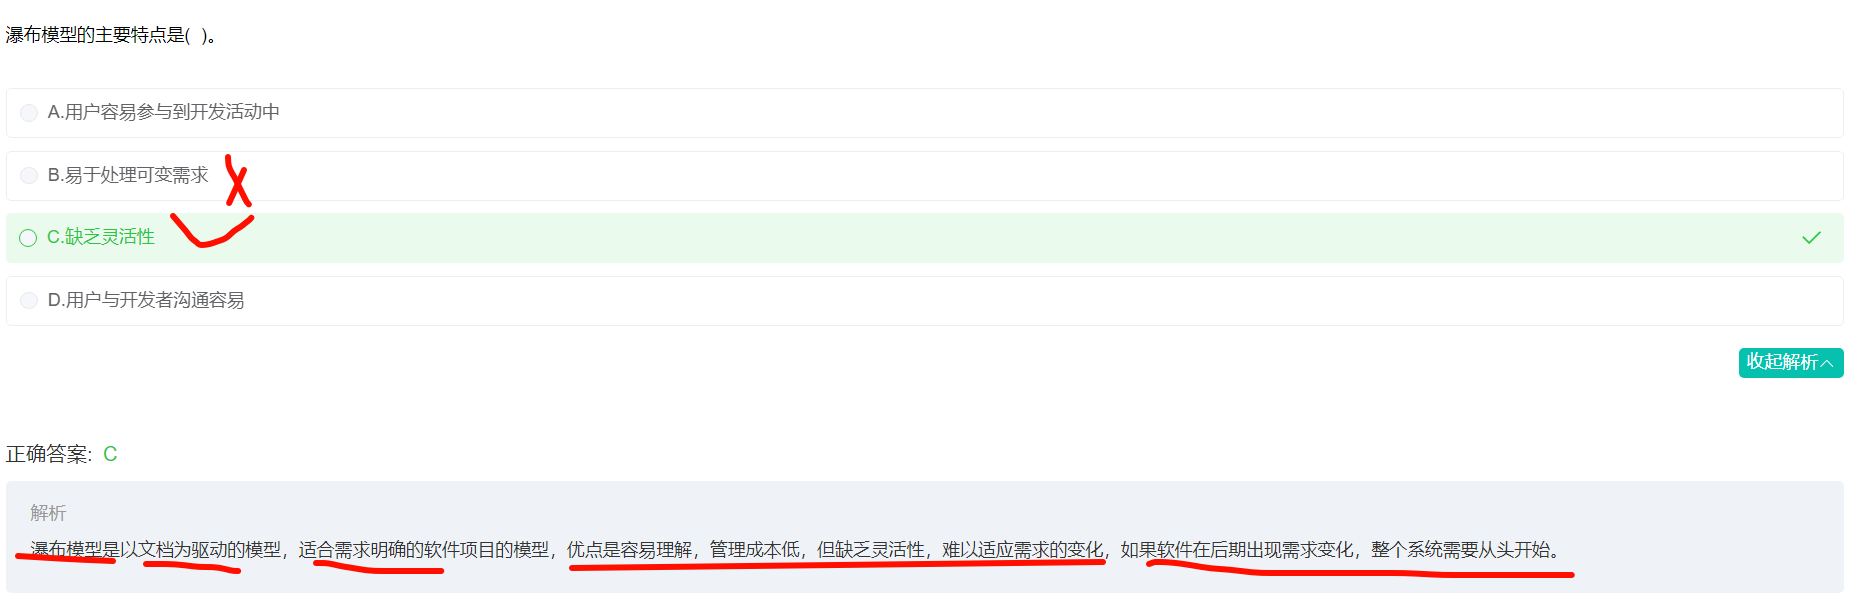 瀑布模型的主要特点是( )。
A.用户容易参与到开发活动中
B.易于处理可变需求
C.缺乏灵活性
D.用户与开发者沟通容易
收起解析
正确答案: C
解析
瀑布模型是以文档为驱动的模型，适合需求明确的软件项目的模型，优点是容易理解，管理成本低，但缺乏灵活性，难以适应需求的变化，如果软件在后期出现需求变化，整个系统需要从头开始。